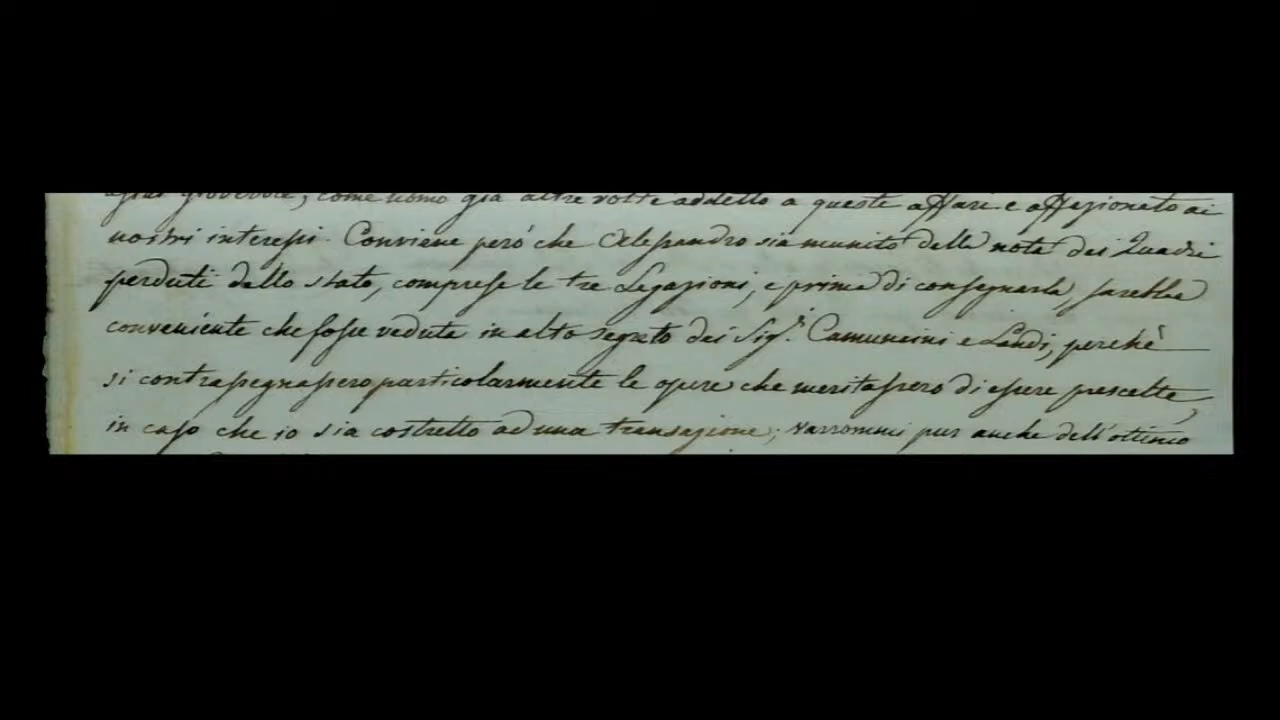 giovevole, come uomo già altre volte addetto a queste affari e affezionato ai
nostri interessi. Conviene però che Alessandro sia munito della nota dei Quadri
perduti dallo stato, comprese le tre Legazioni, e prima di consegnarla, sarebbe
conveniente che fosse veduta in alto segreto dai Sig.ri Camuccini e Landi, perchè
si contrassegnassero particolarmente le opere che meritassero di essere prescelte,
in caso che io sia costretto ad una transazione; varrommi pur anche dell'ottimo